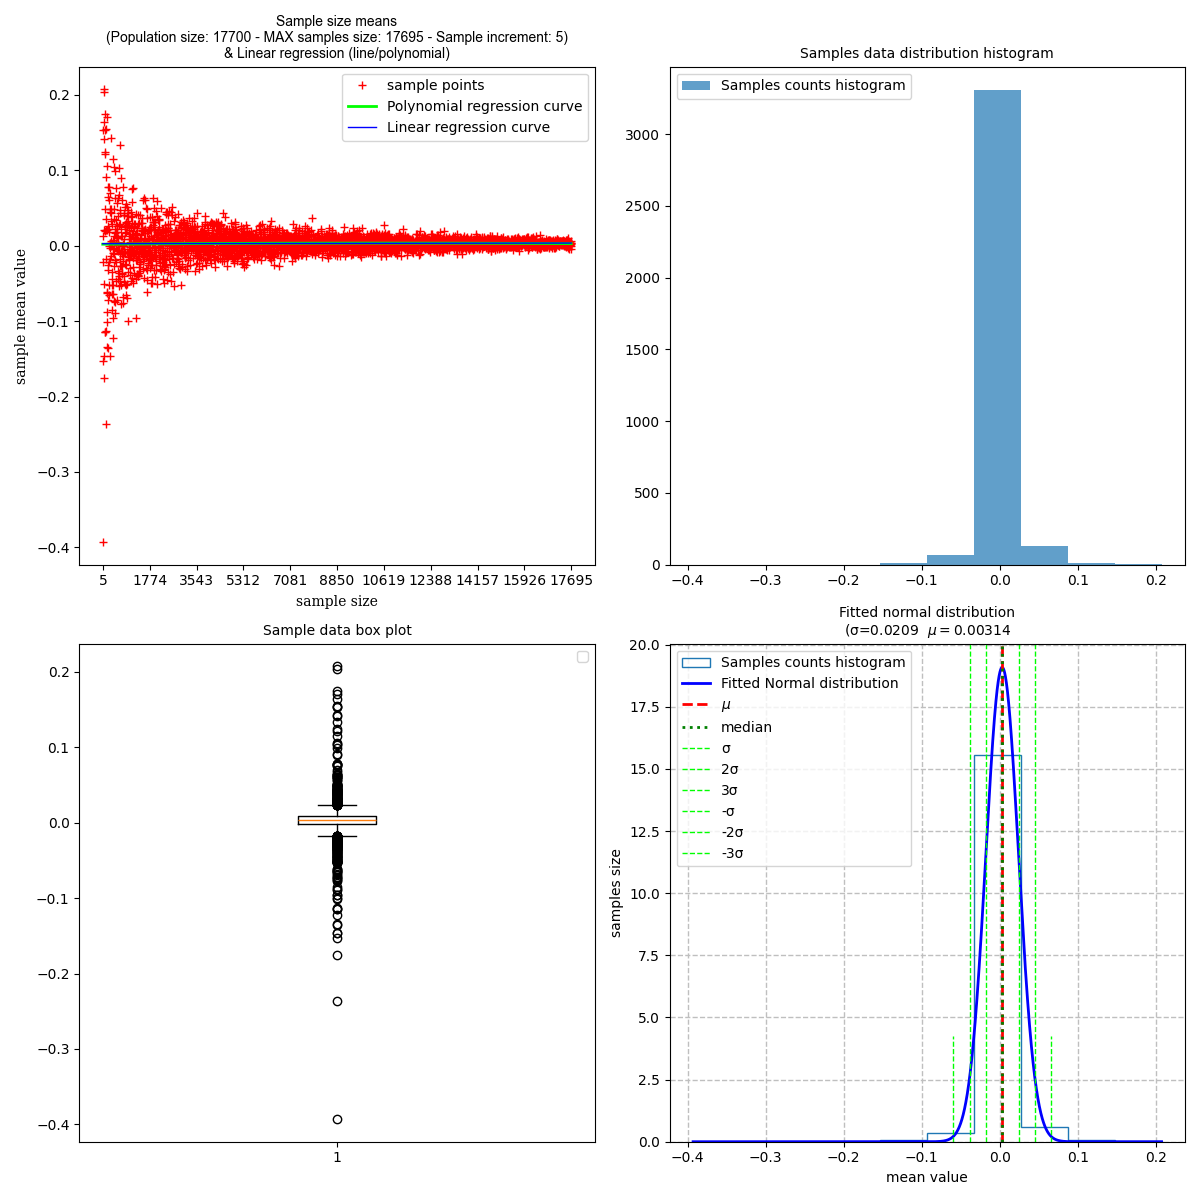 Sample size means
(Population size: 17700 - MAX samples size: 17695 - Sample increment: 5)
& Linear regression (line/polynomial)
sample points
Polynomial regression curve
Linear regression curve
0.2
0.1
0.0
−0.1
−0.2
−0.3
−0.4
sample mean value
5 1774 3543 5312 7081 8850 10619 12388 14157 15926 17695
sample size
Samples data distribution histogram
Samples counts histogram
3000
2500
2000
1500
1000
500
0
−0.4 −0.3 −0.2 −0.1 0.0 0.1 0.2
Sample data box plot
0.2
0.1
0.0
−0.1
−0.2
−0.3
−0.4
1
Fitted normal distribution
(σ=0.0209 μ = 0.00314
Samples counts histogram
Fitted Normal distribution
μ
median
σ
2σ
3σ
-σ
-2σ
-3σ
20.0
17.5
15.0
12.5
10.0
7.5
5.0
2.5
0.0
samples size
−0.4 −0.3 −0.2 −0.1 0.0 0.1 0.2
mean value